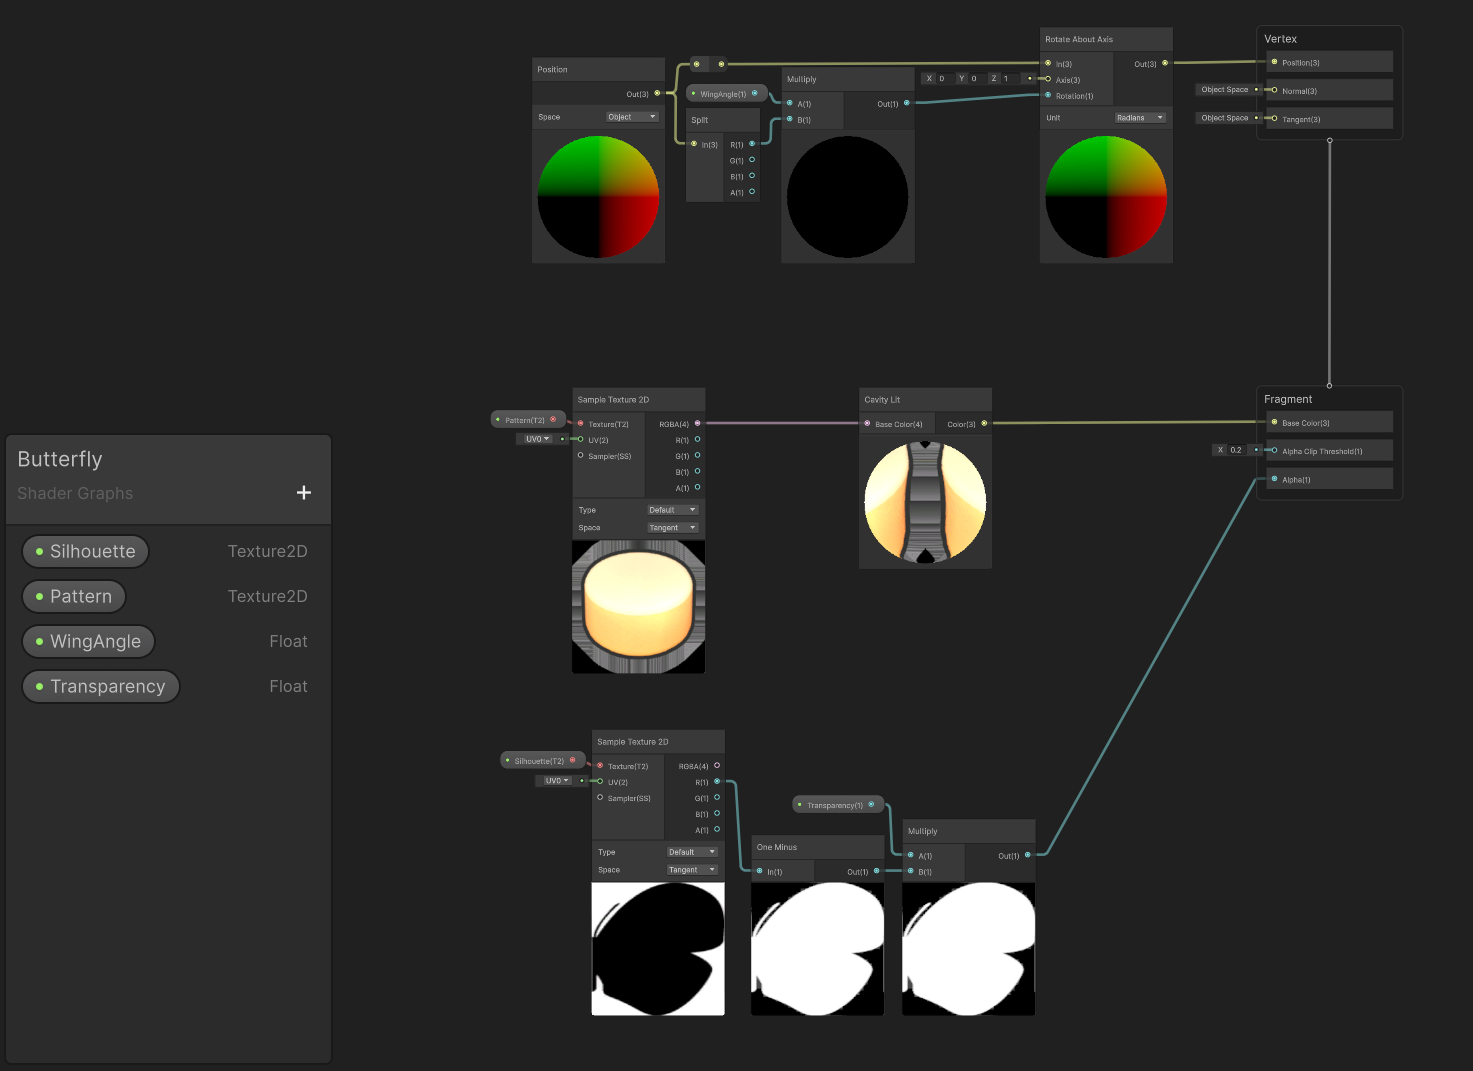 Position
Out(3)
Space
Object
WingAngle(1)
Split
In(3)
R(1)
G(1)
B(1)
A(1)
Multiply
A(1)
Out(1)
B(1)
X 0 Y 0 Z 1
Rotate About Axis
In(3)
Out(3)
Axis(3)
Rotation(1)
Unit
Radians
Vertex
Position(3)
Object Space
Normal(3)
Object Space
Tangent(3)
Pattern(T2)
UV0
Sample Texture 2D
Texture(T2)
RGBA(4)
UV(2)
R(1)
Sampler(SS)
G(1)
B(1)
A(1)
Type
Default
Space
Tangent
Cavity Lit
Base Color(4)
Color(3)
Fragment
Base Color(3)
X 0.2
Alpha Clip Threshold(1)
Alpha(1)
Butterfly
Shader Graphs
+
Silhouette
Texture2D
Pattern
Texture2D
WingAngle
Float
Transparency
Float
Silhouette(T2)
UV0
Sample Texture 2D
Texture(T2)
RGBA(4)
UV(2)
R(1)
Sampler(SS)
G(1)
B(1)
A(1)
Type
Default
Space
Tangent
Transparency(1)
One Minus
In(1)
Out(1)
Multiply
A(1)
Out(1)
B(1)